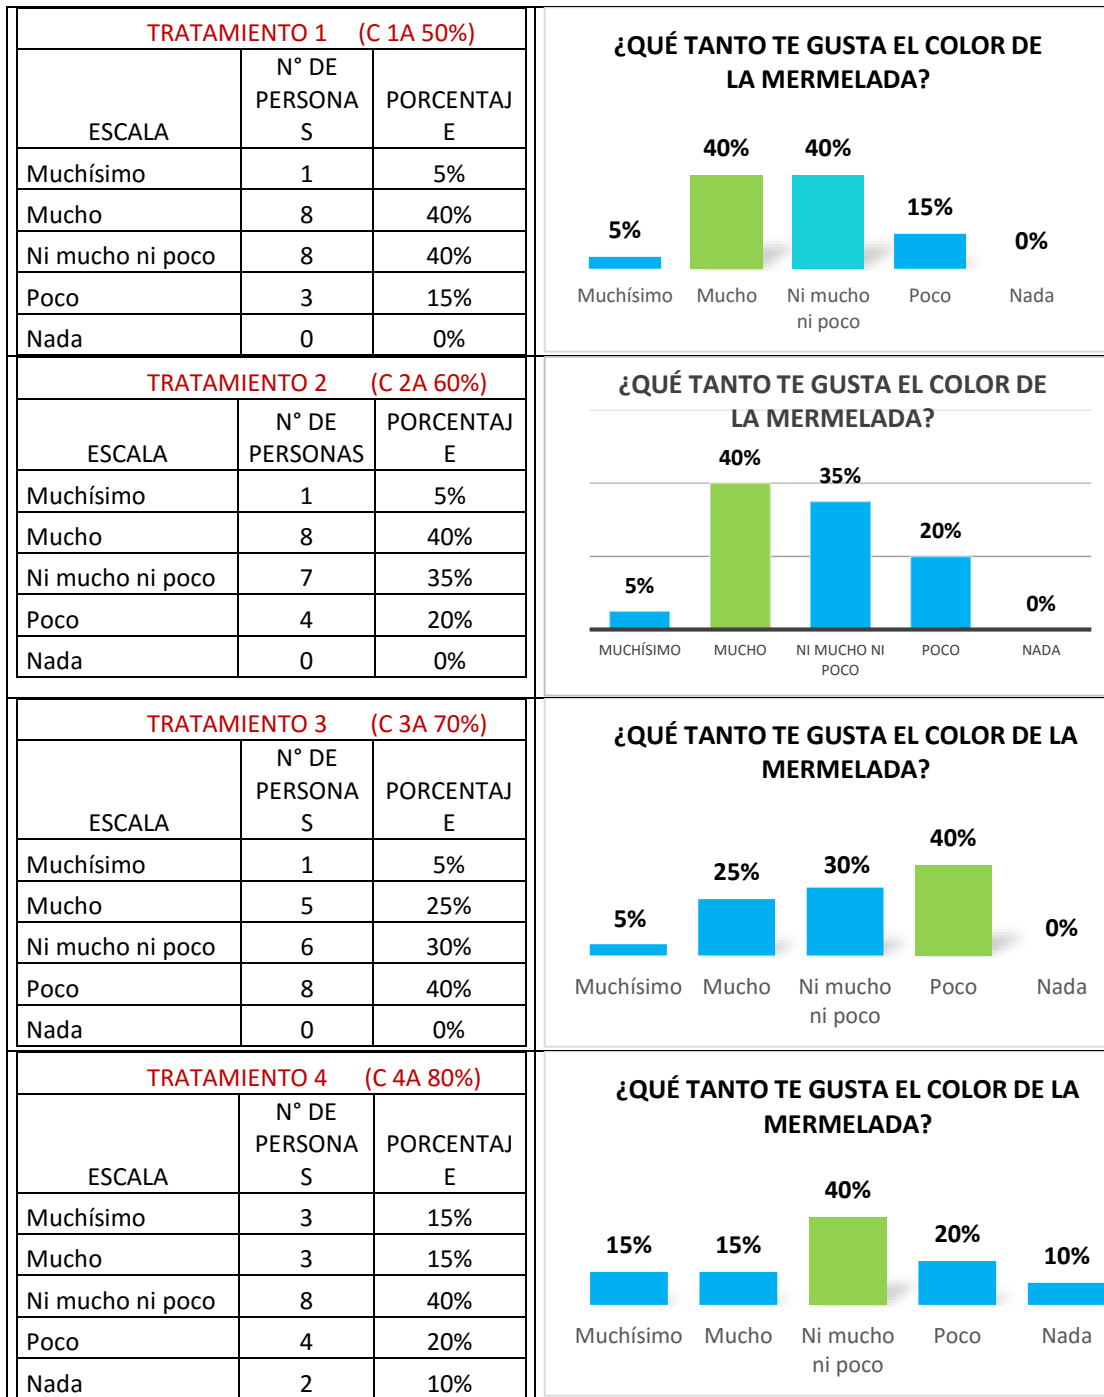 TRATAMIENTO 1 (C 1A 50%)
ESCALA N° DE PERSONA S PORCENTAJ E
Muchísimo 1 5%
Mucho 8 40%
Ni mucho ni poco 8 40%
Poco 3 15%
Nada 0 0%
¿QUÉ TANTO TE GUSTA EL COLOR DE
LA MERMELADA?
5% 40% 40% 15% 0%
Muchísimo Mucho Ni mucho ni poco Poco Nada
TRATAMIENTO 2 (C 2A 60%)
ESCALA N° DE PERSONAS PORCENTAJ E
Muchísimo 1 5%
Mucho 8 40%
Ni mucho ni poco 7 35%
Poco 4 20%
Nada 0 0%
¿QUÉ TANTO TE GUSTA EL COLOR DE
LA MERMELADA?
5% 40% 35% 20% 0%
MUCHÍSIMO MUCHO NI MUCHO NI POCO POCO NADA
TRATAMIENTO 3 (C 3A 70%)
ESCALA N° DE PERSONA S PORCENTAJ E
Muchísimo 1 5%
Mucho 5 25%
Ni mucho ni poco 6 30%
Poco 8 40%
Nada 0 0%
¿QUÉ TANTO TE GUSTA EL COLOR DE LA
MERMELADA?
5% 25% 30% 40% 0%
Muchísimo Mucho Ni mucho ni poco Poco Nada
TRATAMIENTO 4 (C 4A 80%)
ESCALA N° DE PERSONA S PORCENTAJ E
Muchísimo 3 15%
Mucho 3 15%
Ni mucho ni poco 8 40%
Poco 4 20%
Nada 2 10%
¿QUÉ TANTO TE GUSTA EL COLOR DE LA
MERMELADA?
15% 15% 40% 20% 10%
Muchísimo Mucho Ni mucho ni poco Poco Nada